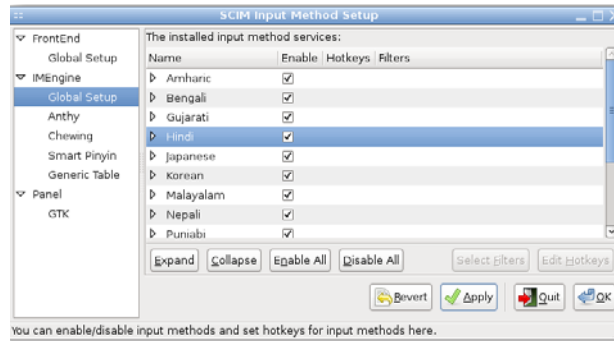 SCIM Input Method Setup
FrontEnd
Global Setup
IMEngine
Global Setup
Anthy
Chewing
Smart Pinyin
Generic Table
Panel
GTK
The installed input method services:
Name Enable Hotkeys Filters
Amharic
Bengali
Gujarati
Hindi
Japanese
Korean
Malayalam
Nepali
Punjabi
Expand Collapse Enable All Disable All Select Filters Edit Hotkeys
Revert Apply Quit OK
You can enable/disable input methods and set hotkeys for input methods here.